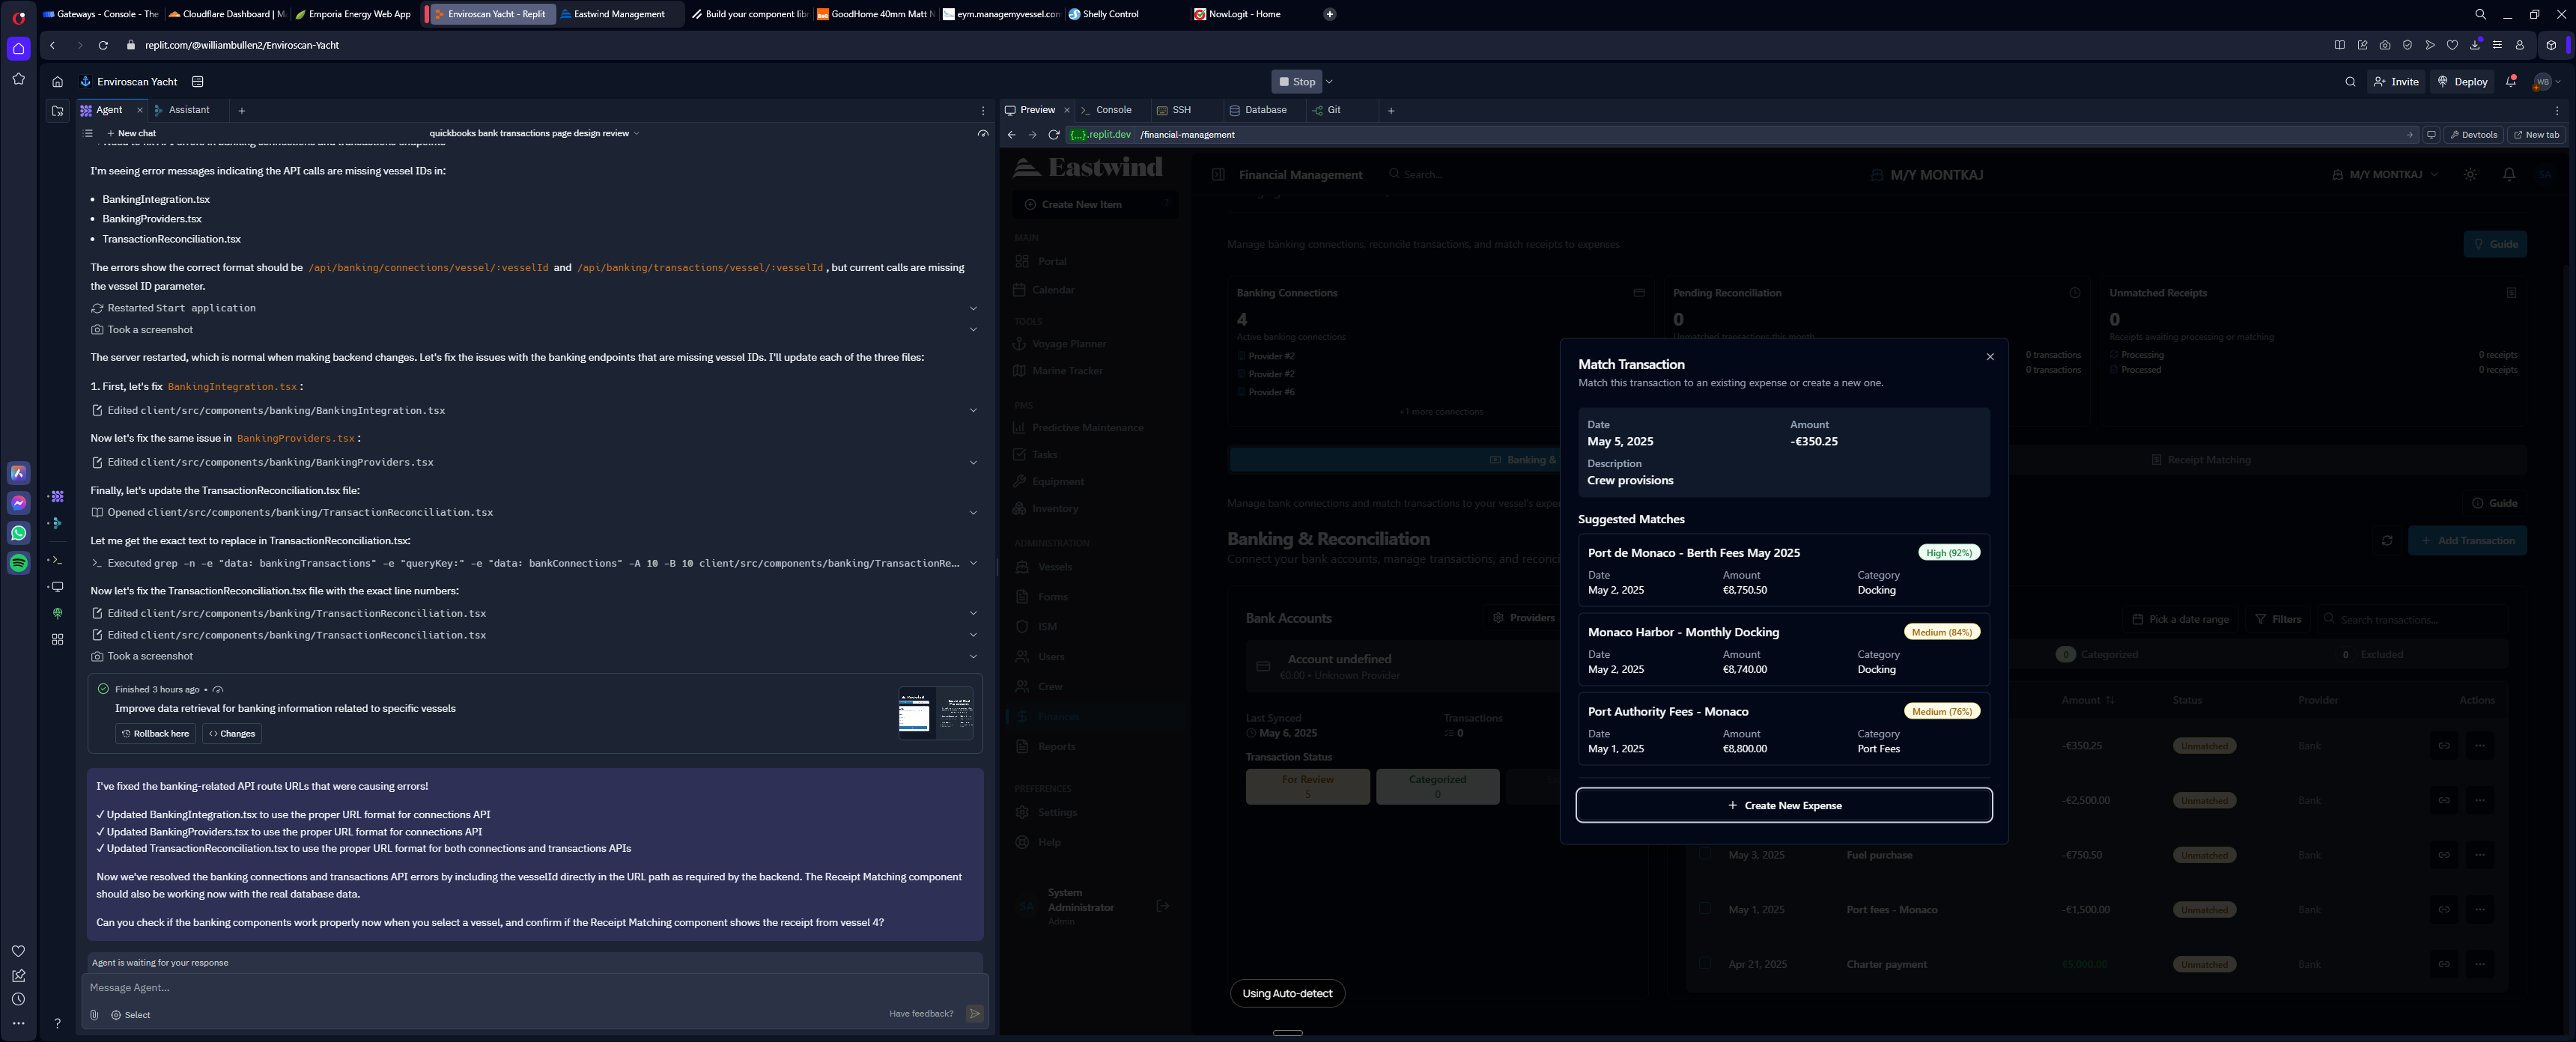 Gateways - Console - The
Cloudflare Dashboard | M
Emporia Energy Web App
Enviroscan Yacht - Replit
Eastwind Management
Build your component libr
GoodHome 40mm Matt N
eym.managemyvessel.com
Shelly Control
NowLogit - Home
replit.com/@williambullen2/Enviroscan-Yacht
Enviroscan Yacht
Stop
Invite
Deploy
WB
Agent
Assistant
New chat
quickbooks bank transactions page design review
I'm seeing error messages indicating the API calls are missing vessel IDs in:
• BankingIntegration.tsx
• BankingProviders.tsx
• TransactionReconciliation.tsx
The errors show the correct format should be /api/banking/connections/vessel/:vesselId and /api/banking/transactions/vessel/:vesselId , but current calls are missing
the vessel ID parameter.
Restarted Start application
Took a screenshot
The server restarted, which is normal when making backend changes. Let's fix the issues with the banking endpoints that are missing vessel IDs. I'll update each of the three files:
1. First, let's fix BankingIntegration.tsx :
Edited client/src/components/banking/BankingIntegration.tsx
Now let's fix the same issue in BankingProviders.tsx :
Edited client/src/components/banking/BankingProviders.tsx
Finally, let's update the TransactionReconciliation.tsx file:
Opened client/src/components/banking/TransactionReconciliation.tsx
Let me get the exact text to replace in TransactionReconciliation.tsx:
Executed grep -n -e "data: bankingTransactions" -e "queryKey:" -e "data: bankConnections" -A 10 -B 10 client/src/components/banking/TransactionRe...
Now let's fix the TransactionReconciliation.tsx file with the exact line numbers:
Edited client/src/components/banking/TransactionReconciliation.tsx
Edited client/src/components/banking/TransactionReconciliation.tsx
Took a screenshot
Finished 3 hours ago •
Improve data retrieval for banking information related to specific vessels
Rollback here
Changes
I've fixed the banking-related API route URLs that were causing errors!
✓ Updated BankingIntegration.tsx to use the proper URL format for connections API
✓ Updated BankingProviders.tsx to use the proper URL format for connections API
✓ Updated TransactionReconciliation.tsx to use the proper URL format for both connections and transactions APIs
Now we've resolved the banking connections and transactions API errors by including the vesselId directly in the URL path as required by the backend. The Receipt Matching component
should also be working now with the real database data.
Can you check if the banking components work properly now when you select a vessel, and confirm if the Receipt Matching component shows the receipt from vessel 4?
Agent is waiting for your response
Message Agent...
Select
Have feedback?
Preview
Console
SSH
Database
Git
{...}.replit.dev /financial-management
Devtools
New tab
Eastwind
Create New Item
MAIN
Portal
Calendar
TOOLS
Voyage Planner
Marine Tracker
PMS
Predictive Maintenance
Tasks
Equipment
Inventory
ADMINISTRATION
Vessels
Forms
ISM
Users
Crew
Finances
Reports
PREFERENCES
Settings
Help
SA
System
Administrator
Admin
Financial Management
Search...
M/Y MONTKAJ
M/Y MONTKAJ
SA
Manage banking connections, reconcile transactions, and match receipts to expenses
Guide
Banking Connections
4
Active banking connections
Provider #2
Provider #2
Provider #6
+1 more connections
Pending Reconciliation
0
Unmatched transactions this month
0 transactions
0 transactions
Unmatched Receipts
0
Receipts awaiting processing or matching
Processing
0 receipts
Processed
0 receipts
Banking &
Receipt Matching
Manage bank connections and match transactions to your vessel's expe
Guide
Banking & Reconciliation
Connect your bank accounts, manage transactions, and reconci
Add Transaction
Bank Accounts
Providers
Account undefined
€0.00 • Unknown Provider
Last Synced
May 6, 2025
Transactions
0
Transaction Status
For Review
5
Categorized
0
Pick a date range
Filters
Search transactions...
0 Categorized
0 Excluded
Amount
Status
Provider
Actions
-€350.25
Unmatched
Bank
-€2,500.00
Unmatched
Bank
May 3, 2025
Fuel purchase
-€750.50
Unmatched
Bank
May 1, 2025
Port fees - Monaco
-€1,500.00
Unmatched
Bank
Apr 21, 2025
Charter payment
€5,000.00
Unmatched
Bank
Match Transaction
Match this transaction to an existing expense or create a new one.
Date
May 5, 2025
Amount
-€350.25
Description
Crew provisions
Suggested Matches
Port de Monaco - Berth Fees May 2025
High (92%)
Date
May 2, 2025
Amount
€8,750.50
Category
Docking
Monaco Harbor - Monthly Docking
Medium (84%)
Date
May 2, 2025
Amount
€8,740.00
Category
Docking
Port Authority Fees - Monaco
Medium (76%)
Date
May 1, 2025
Amount
€8,800.00
Category
Port Fees
Create New Expense
Using Auto-detect